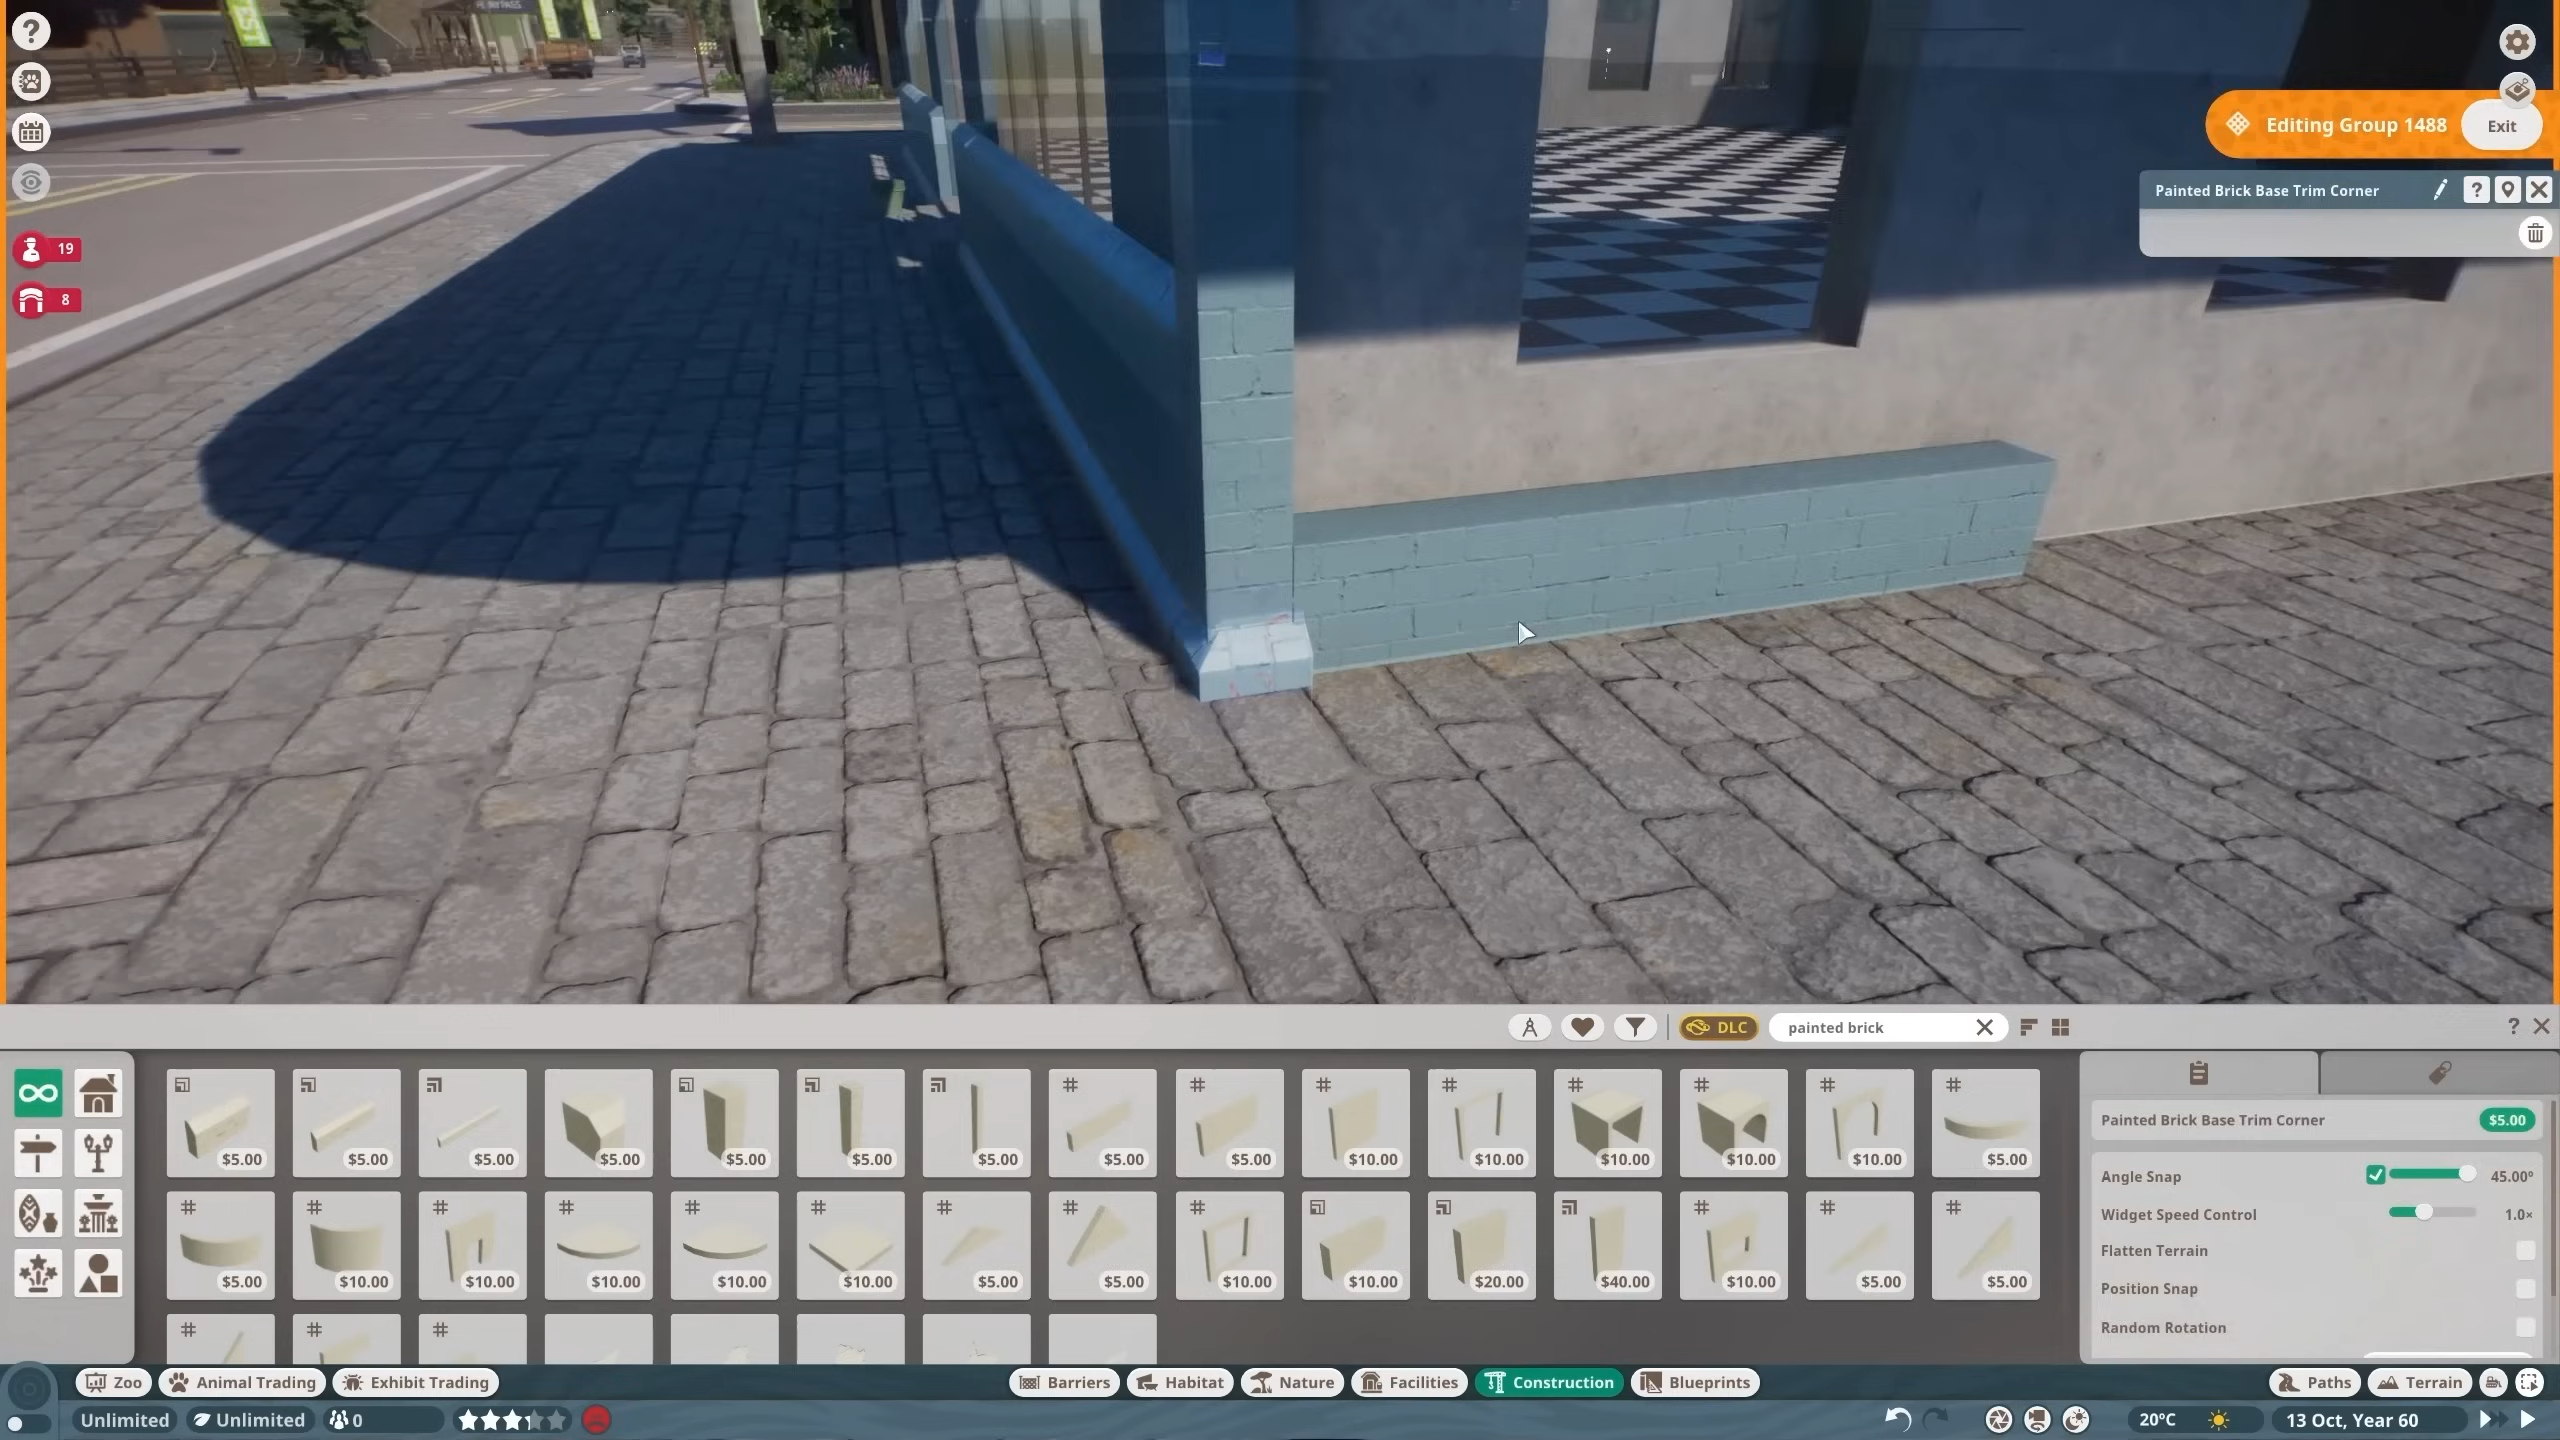 Editing Group 1488
Exit
Painted Brick Base Trim Corner
?
?
19
8
DLC
painted brick
?
$5.00 $5.00 $5.00 $5.00 $5.00 $5.00 $5.00 $5.00 $5.00 $10.00 $10.00 $10.00 $10.00 $10.00 $5.00
$5.00 $10.00 $10.00 $10.00 $10.00 $10.00 $5.00 $5.00 $10.00 $10.00 $20.00 $40.00 $10.00 $5.00 $5.00
Painted Brick Base Trim Corner $5.00
Angle Snap 45.00°
Widget Speed Control 1.0×
Flatten Terrain
Position Snap
Random Rotation
Zoo Animal Trading Exhibit Trading Barriers Habitat Nature Facilities Construction Blueprints Paths Terrain
Unlimited Unlimited 0 20°C 13 Oct, Year 60